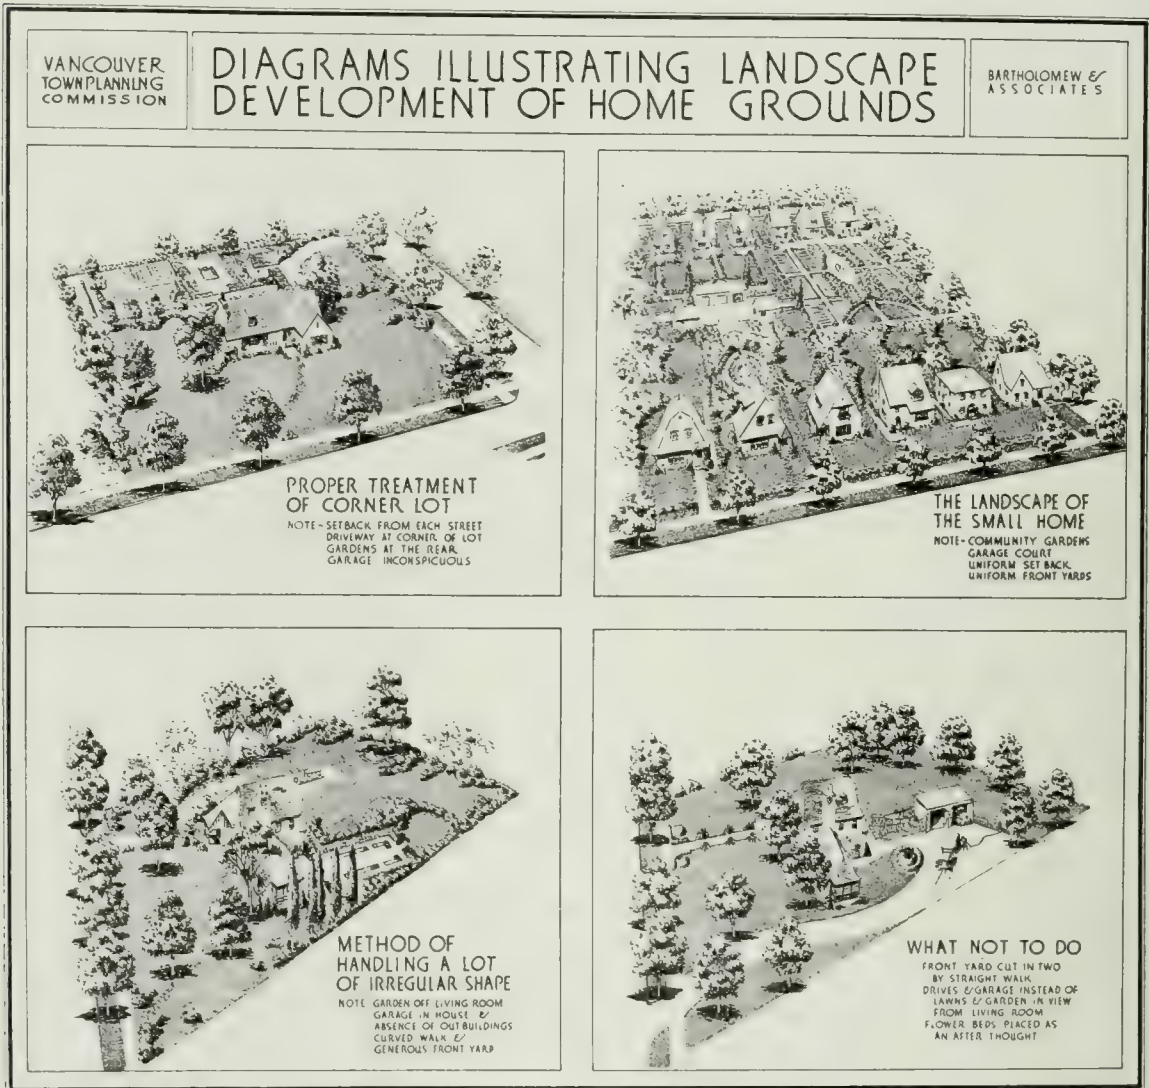 VANCOUVER
TOWN PLANNING
COMMISSION
DIAGRAMS ILLUSTRATING LANDSCAPE
DEVELOPMENT OF HOME GROUNDS
BARTHOLOMEW &
ASSOCIATES
PROPER TREATMENT
OF CORNER LOT
NOTE - SETBACK FROM EACH STREET
DRIVEWAY AT CORNER OF LOT
GARDENS AT THE REAR
GARAGE INCONSPICUOUS
THE LANDSCAPE OF
THE SMALL HOME
NOTE - COMMUNITY GARDENS
GARAGE COURT
UNIFORM SET BACK
UNIFORM FRONT YARDS
METHOD OF
HANDLING A LOT
OF IRREGULAR SHAPE
NOTE GARDEN OFF LIVING ROOM
GARAGE IN HOUSE &
ABSENCE OF OUTBUILDINGS
CURVED WALK &
GENEROUS FRONT YARD
WHAT NOT TO DO
FRONT YARD CUT IN TWO
BY STRAIGHT WALK
DRIVES & GARAGE INSTEAD OF
LAWNS & GARDEN IN VIEW
FROM LIVING ROOM
FLOWER BEDS PLACED AS
AN AFTER THOUGHT